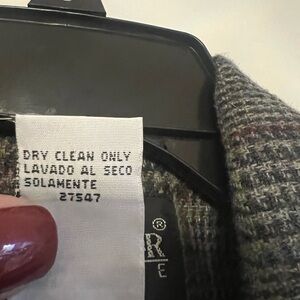 DRY CLEAN ONLY
LAVADO AL SECO
SOLAMENTE
27547
®
R
E